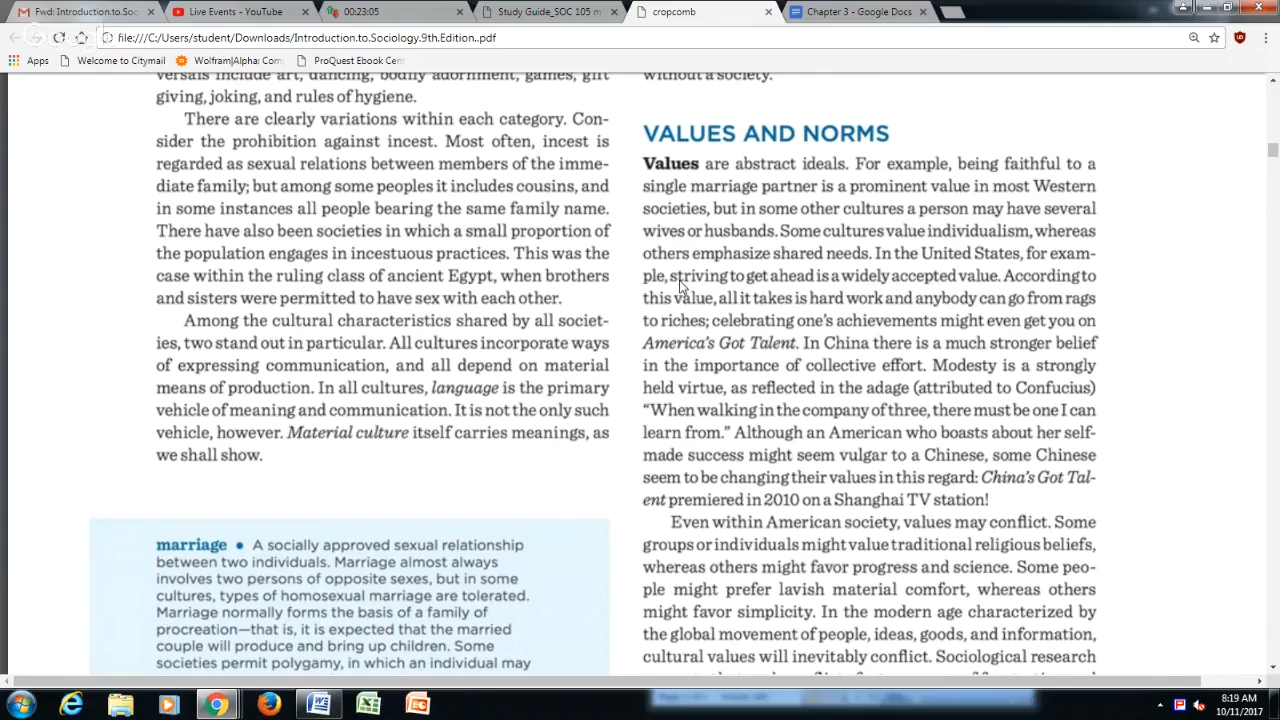 Fwd: Introduction.to.Soc
Live Events - YouTube
00:23:05
Study Guide_SOC 105 m
cropcomb
Chapter 3 - Google Docs
file:///C:/Users/student/Downloads/Introduction.to.Sociology.9th.Edition..pdf
Apps
Welcome to Citymail
Wolfram|Alpha: Com
ProQuest Ebook Cent
versals include art, dancing, bodily adornment, games, gift
giving, joking, and rules of hygiene.
There are clearly variations within each category. Con-
sider the prohibition against incest. Most often, incest is
regarded as sexual relations between members of the imme-
diate family; but among some peoples it includes cousins, and
in some instances all people bearing the same family name.
There have also been societies in which a small proportion of
the population engages in incestuous practices. This was the
case within the ruling class of ancient Egypt, when brothers
and sisters were permitted to have sex with each other.
Among the cultural characteristics shared by all societ-
ies, two stand out in particular. All cultures incorporate ways
of expressing communication, and all depend on material
means of production. In all cultures, language is the primary
vehicle of meaning and communication. It is not the only such
vehicle, however. Material culture itself carries meanings, as
we shall show.
marriage • A socially approved sexual relationship
between two individuals. Marriage almost always
involves two persons of opposite sexes, but in some
cultures, types of homosexual marriage are tolerated.
Marriage normally forms the basis of a family of
procreation—that is, it is expected that the married
couple will produce and bring up children. Some
societies permit polygamy, in which an individual may
without a society.
VALUES AND NORMS
Values are abstract ideals. For example, being faithful to a
single marriage partner is a prominent value in most Western
societies, but in some other cultures a person may have several
wives or husbands. Some cultures value individualism, whereas
others emphasize shared needs. In the United States, for exam-
ple, striving to get ahead is a widely accepted value. According to
this value, all it takes is hard work and anybody can go from rags
to riches; celebrating one's achievements might even get you on
America's Got Talent. In China there is a much stronger belief
in the importance of collective effort. Modesty is a strongly
held virtue, as reflected in the adage (attributed to Confucius)
“When walking in the company of three, there must be one I can
learn from.” Although an American who boasts about her self-
made success might seem vulgar to a Chinese, some Chinese
seem to be changing their values in this regard: China's Got Tal-
ent premiered in 2010 on a Shanghai TV station!
Even within American society, values may conflict. Some
groups or individuals might value traditional religious beliefs,
whereas others might favor progress and science. Some peo-
ple might prefer lavish material comfort, whereas others
might favor simplicity. In the modern age characterized by
the global movement of people, ideas, goods, and information,
cultural values will inevitably conflict. Sociological research
8:19 AM
10/11/2017